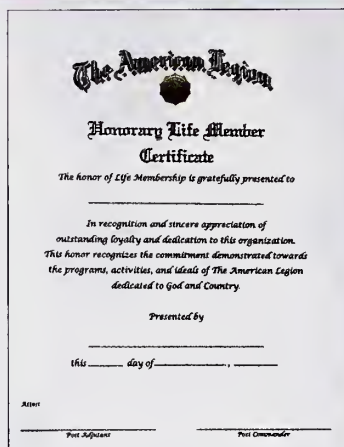 The American Legion
Honorary Life Member
Certificate
The honor of Life Membership is gratefully presented to
In recognition and sincere appreciation of
outstanding loyalty and dedication to this organization.
This honor recognizes the commitment demonstrated towards
the programs, activities, and ideals of The American Legion
dedicated to God and Country.
Presented by
this ______ day of ____________, ______
Attest
Post Adjutant Post Commander